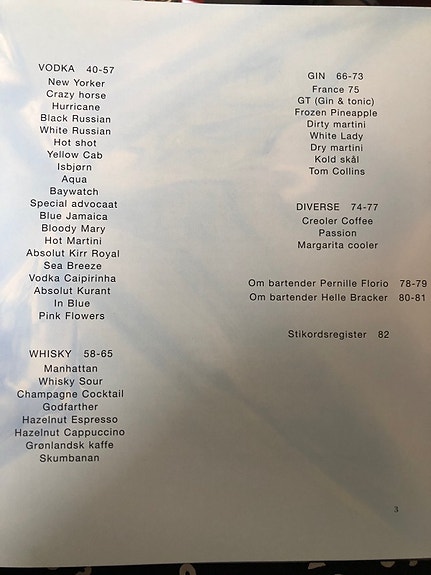 VODKA 40-57
New Yorker
Crazy horse
Hurricane
Black Russian
White Russian
Hot shot
Yellow Cab
Isbjørn
Aqua
Baywatch
Special advocaat
Blue Jamaica
Bloody Mary
Hot Martini
Absolut Kirr Royal
Sea Breeze
Vodka Caipirinha
Absolut Kurant
In Blue
Pink Flowers
WHISKY 58-65
Manhattan
Whisky Sour
Champagne Cocktail
Godfarther
Hazelnut Espresso
Hazelnut Cappuccino
Grønlandsk kaffe
Skumbanan
GIN 66-73
France 75
GT (Gin & tonic)
Frozen Pineapple
Dirty martini
White Lady
Dry martini
Kold skål
Tom Collins
DIVERSE 74-77
Creoler Coffee
Passion
Margarita cooler
Om bartender Pernille Florio 78-79
Om bartender Helle Bracker 80-81
Stikordsregister 82
3